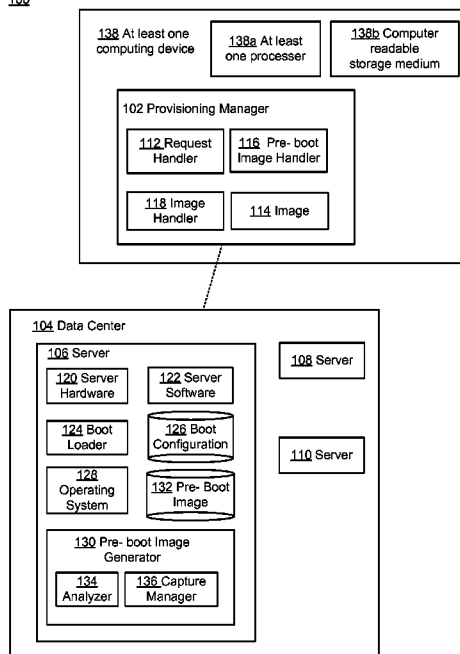 138 At least one
computing device
138a At least
one processer
138b Computer
readable
storage medium
102 Provisioning Manager
112 Request
Handler
116 Pre- boot
Image Handler
118 Image
Handler
114 Image
104 Data Center
106 Server
120 Server
Hardware
122 Server
Software
124 Boot
Loader
126 Boot
Configuration
128
Operating
System
132 Pre- Boot
Image
130 Pre- boot Image
Generator
134
Analyzer
136 Capture
Manager
108 Server
110 Server